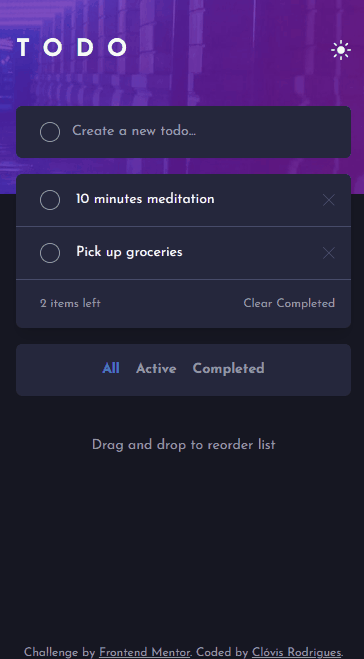 TODO
Create a new todo...
10 minutes meditation
Pick up groceries
2 items left Clear Completed
All Active Completed
Drag and drop to reorder list
Challenge by Frontend Mentor. Coded by Clóvis Rodrigues.